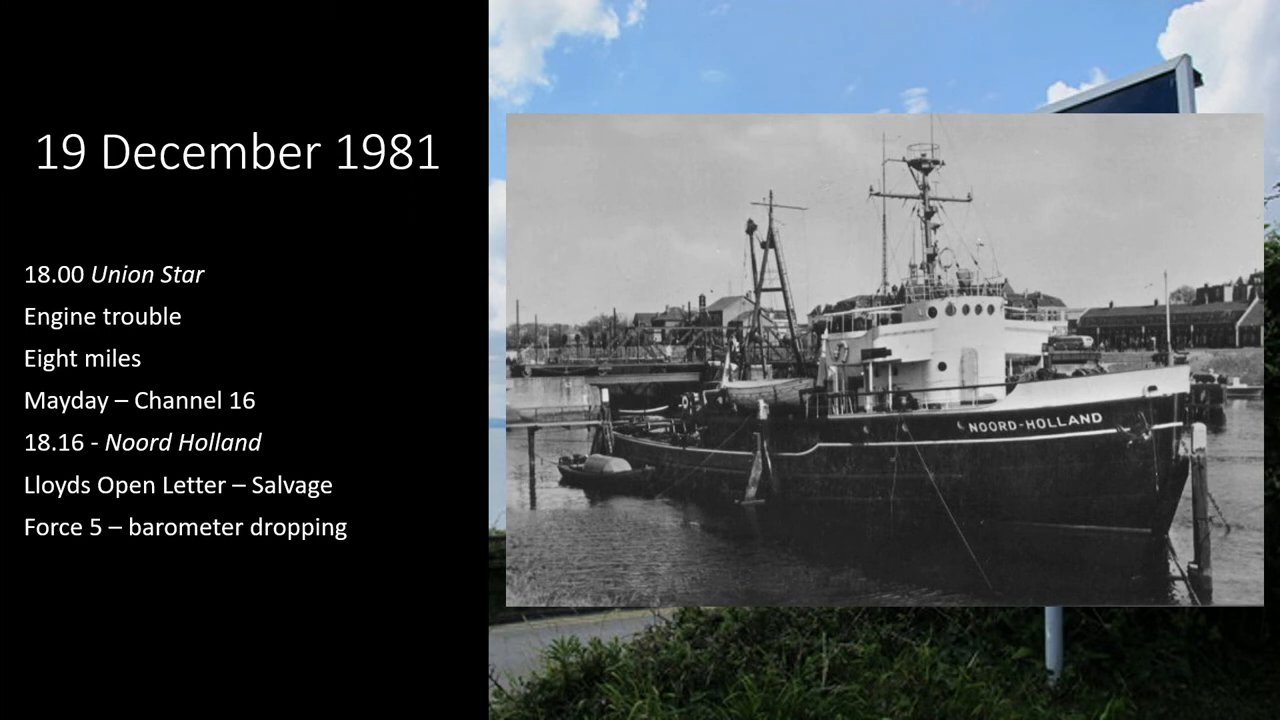 19 December 1981
18.00 Union Star
Engine trouble
Eight miles
Mayday – Channel 16
18.16 - Noord Holland
Lloyds Open Letter – Salvage
Force 5 – barometer dropping
NOORD-HOLLAND